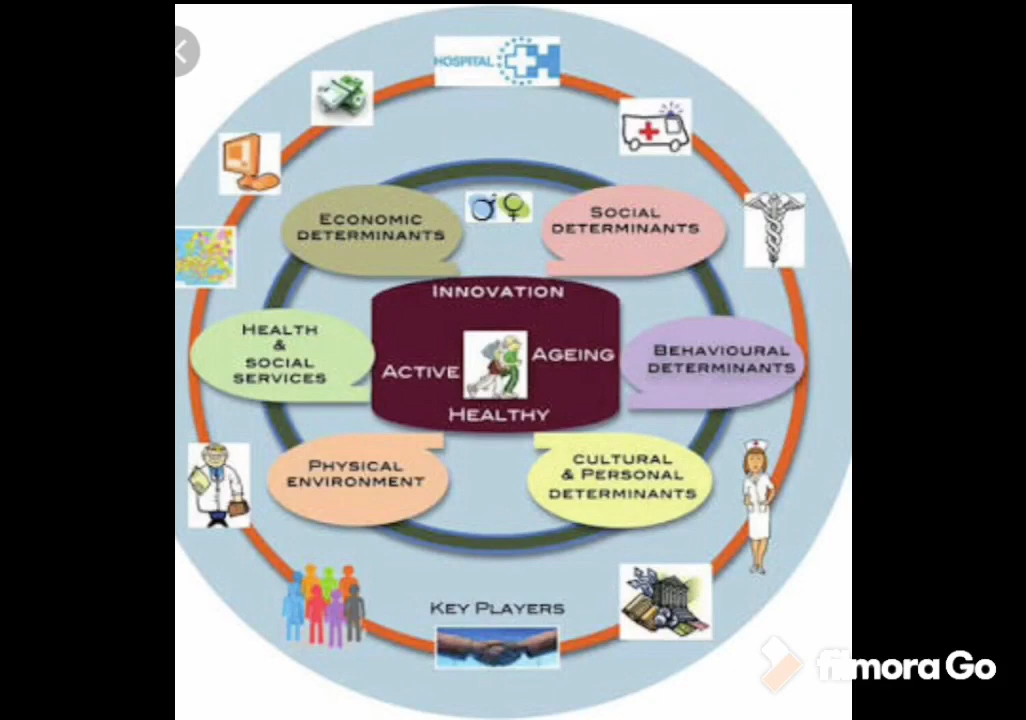 HOSPITAL
ECONOMIC
DETERMINANTS
SOCIAL
DETERMINANTS
INNOVATION
HEALTH
&
SOCIAL
SERVICES
ACTIVE
AGEING
HEALTHY
BEHAVIOURAL
DETERMINANTS
PHYSICAL
ENVIRONMENT
CULTURAL
& PERSONAL
DETERMINANTS
KEY PLAYERS
filmora Go